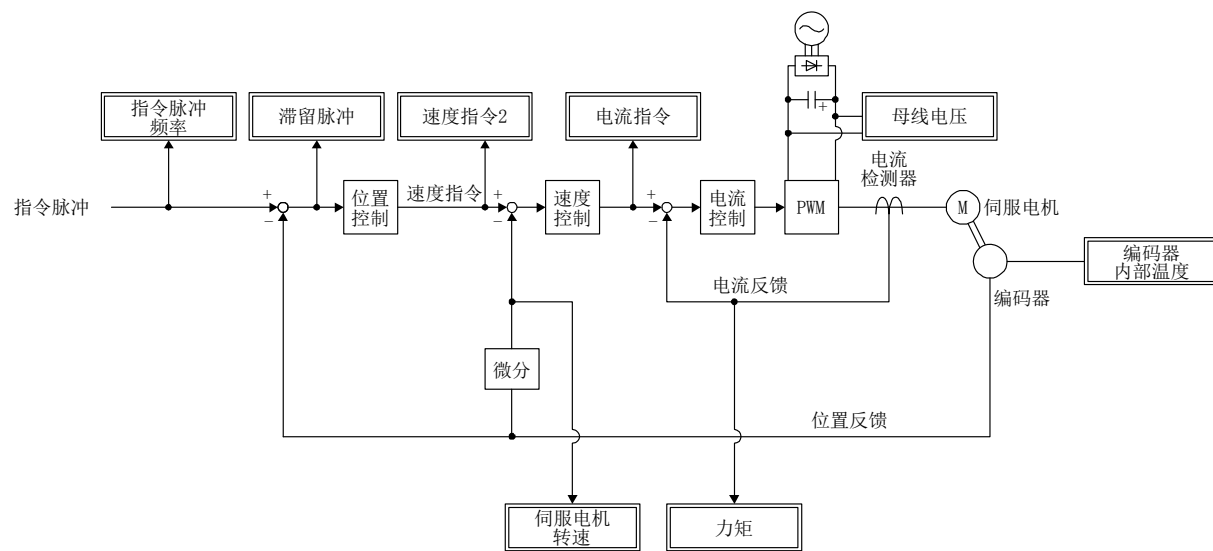 指令脉冲
频率
滞留脉冲
速度指令2
电流指令
母线电压
电流
检测器
指令脉冲
+
−
位置
控制
速度指令
+
−
速度
控制
+
−
电流
控制
PWM
+
M
伺服电机
编码器
内部温度
编码器
电流反馈
微分
位置反馈
伺服电机
转速
力矩